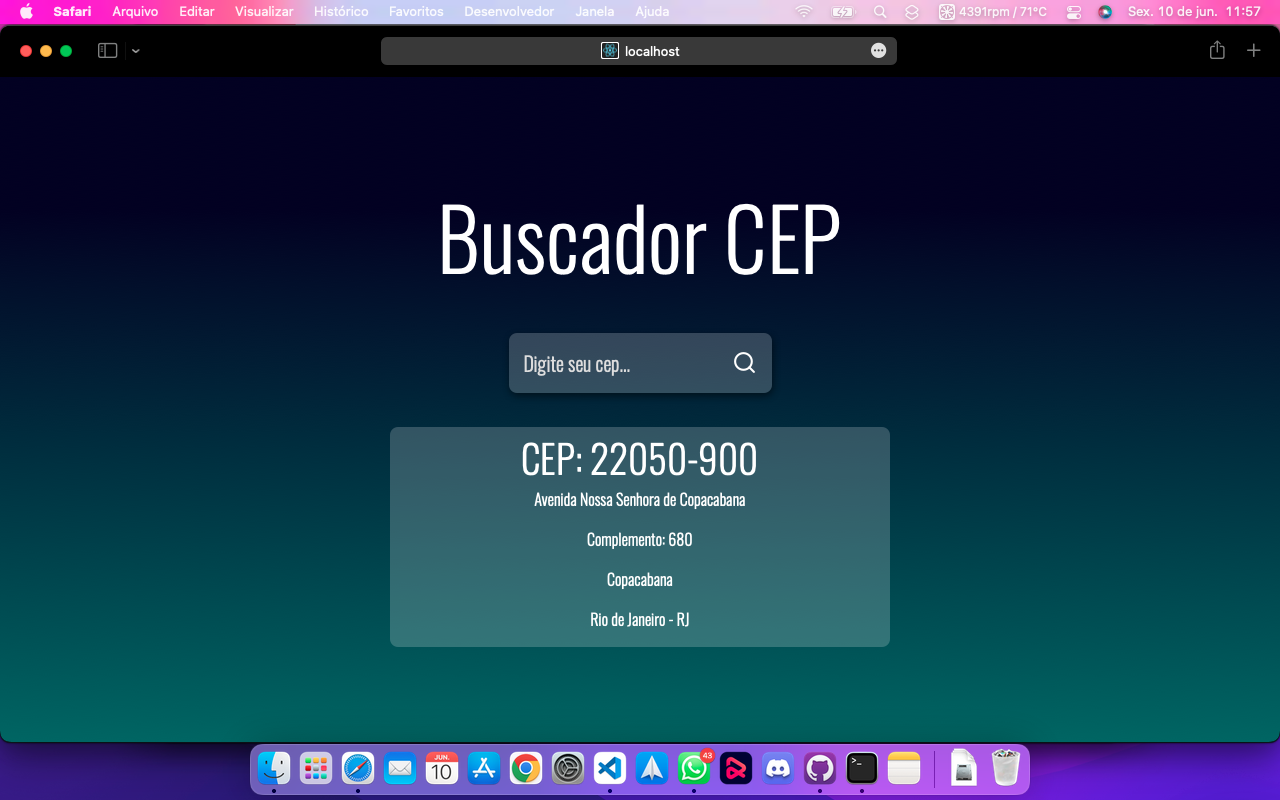 Safari Arquivo Editar Visualizar Histórico Favoritos Desenvolvedor Janela Ajuda 4391rpm / 71°C Sex. 10 de jun. 11:57
localhost
Buscador CEP
Digite seu cep...
CEP: 22050-900
Avenida Nossa Senhora de Copacabana
Complemento: 680
Copacabana
Rio de Janeiro - RJ
JUN.
10
43
>_